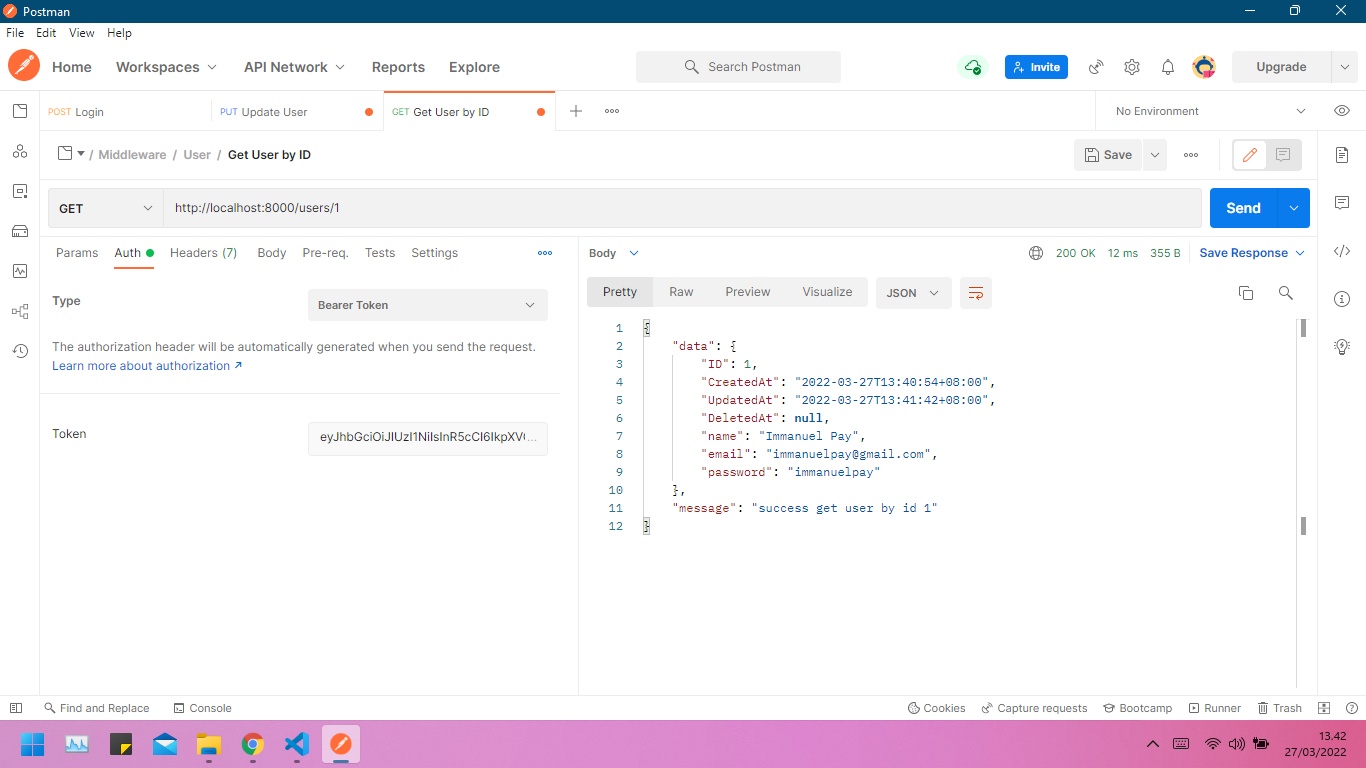 Postman
File Edit View Help
Home Workspaces API Network Reports Explore Search Postman Invite Upgrade
POST Login PUT Update User GET Get User by ID No Environment
/ Middleware / User / Get User by ID Save
GET http://localhost:8000/users/1 Send
Params Auth Headers (7) Body Pre-req. Tests Settings
Body 200 OK 12 ms 355 B Save Response
Type Bearer Token
The authorization header will be automatically generated when you send the request.
Learn more about authorization ↗
Token eyJhbGciOiJIUzI1NiIsInR5cCI6IkpXVC...
Pretty Raw Preview Visualize JSON
1 {
2 "data": {
3 "ID": 1,
4 "CreatedAt": "2022-03-27T13:40:54+08:00",
5 "UpdatedAt": "2022-03-27T13:41:42+08:00",
6 "DeletedAt": null,
7 "name": "Immanuel Pay",
8 "email": "immanuelpay@gmail.com",
9 "password": "immanuelpay"
10 },
11 "message": "success get user by id 1"
12 }
Find and Replace Console Cookies Capture requests Bootcamp Runner Trash
13.42
27/03/2022